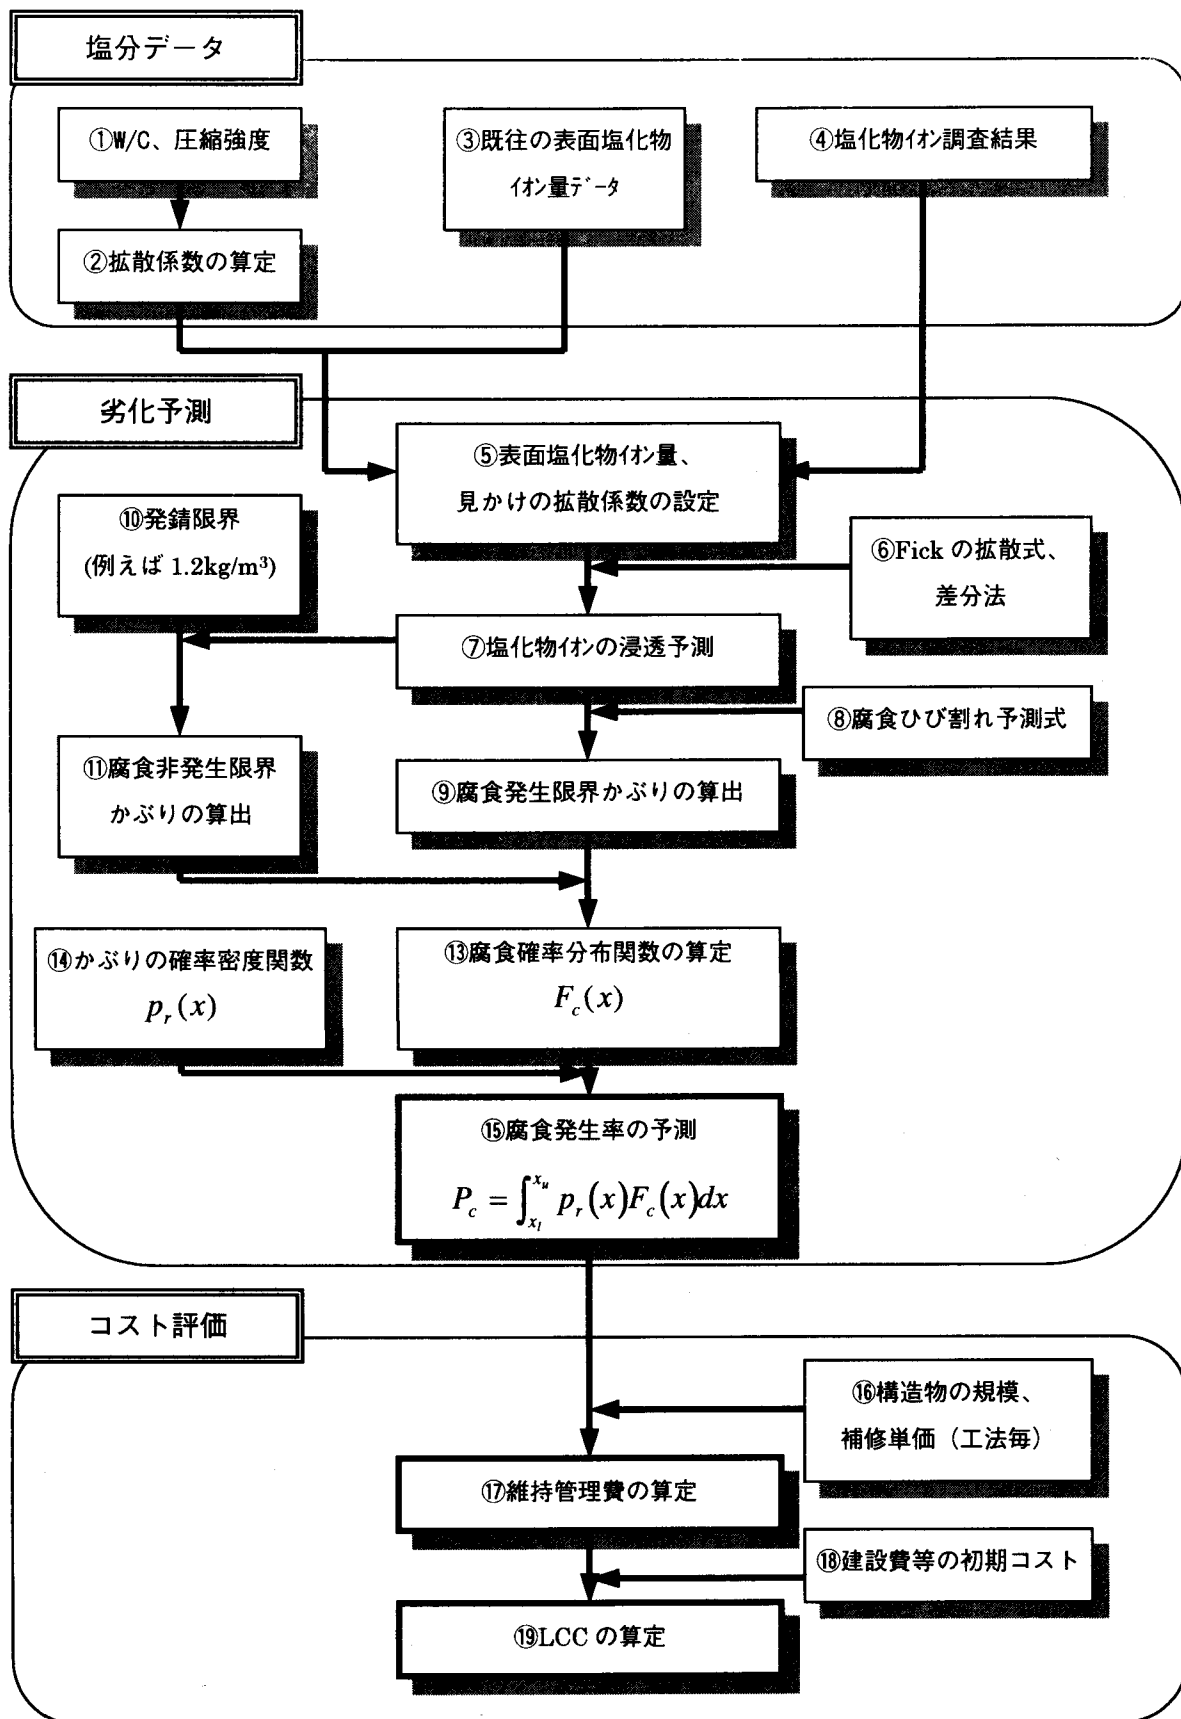 塩分データ
①W/C、圧縮強度
②拡散係数の算定
③既往の表面塩化物
イオン量データ
④塩化物イオン調査結果
劣化予測
⑤表面塩化物イオン量、
見かけの拡散係数の設定
⑩発錆限界
(例えば 1.2kg/m³)
⑥Fick の拡散式、
差分法
⑦塩化物イオンの浸透予測
⑧腐食ひび割れ予測式
⑪腐食非発生限界
かぶりの算出
⑨腐食発生限界かぶりの算出
⑭かぶりの確率密度関数
p_r(x)
⑬腐食確率分布関数の算定
F_c(x)
⑮腐食発生率の予測
P_c = ∫_{x_l}^{x_u} p_r(x)F_c(x)dx
コスト評価
⑯構造物の規模、
補修単価（工法毎）
⑰維持管理費の算定
⑱建設費等の初期コスト
⑲LCC の算定